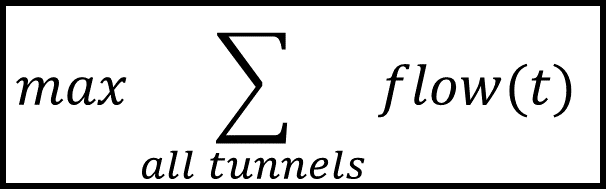 max ∑ flow(t)
all tunnels